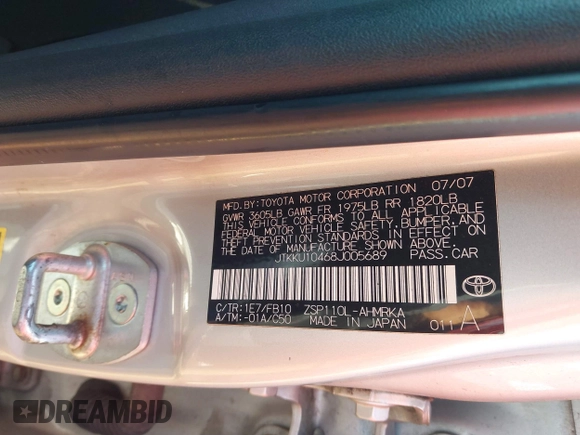 MFD.BY:TOYOTA MOTOR CORPORATION 07/07
GVWR 3605LB GAWR FR 1975LB RR 1820LB
THIS VEHICLE CONFORMS TO ALL APPLICABLE
FEDERAL MOTOR VEHICLE SAFETY, BUMPER, AND
THEFT PREVENTION STANDARDS IN EFFECT ON
THE DATE OF MANUFACTURE SHOWN ABOVE.
JTKKU10468J005689 PASS.CAR
C/TR:1E7/FB10 ZSP110L-AHMRKA
A/TM:-01A/C50 MADE IN JAPAN 011A
DREAMBID